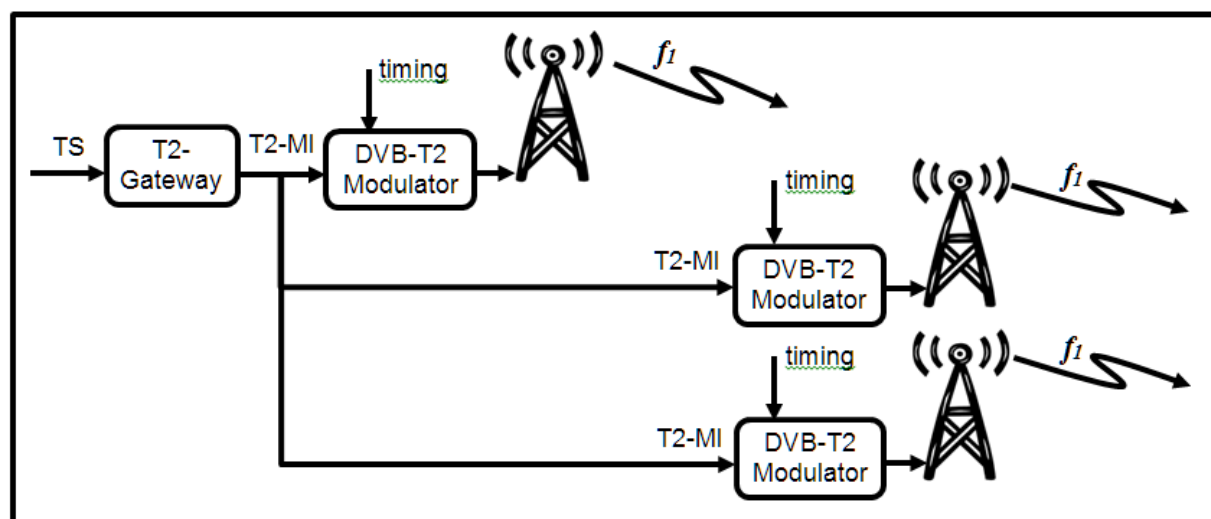 timing
f1
TS
T2-
Gateway
T2-MI
DVB-T2
Modulator
timing
f1
T2-MI
DVB-T2
Modulator
timing
f1
T2-MI
DVB-T2
Modulator